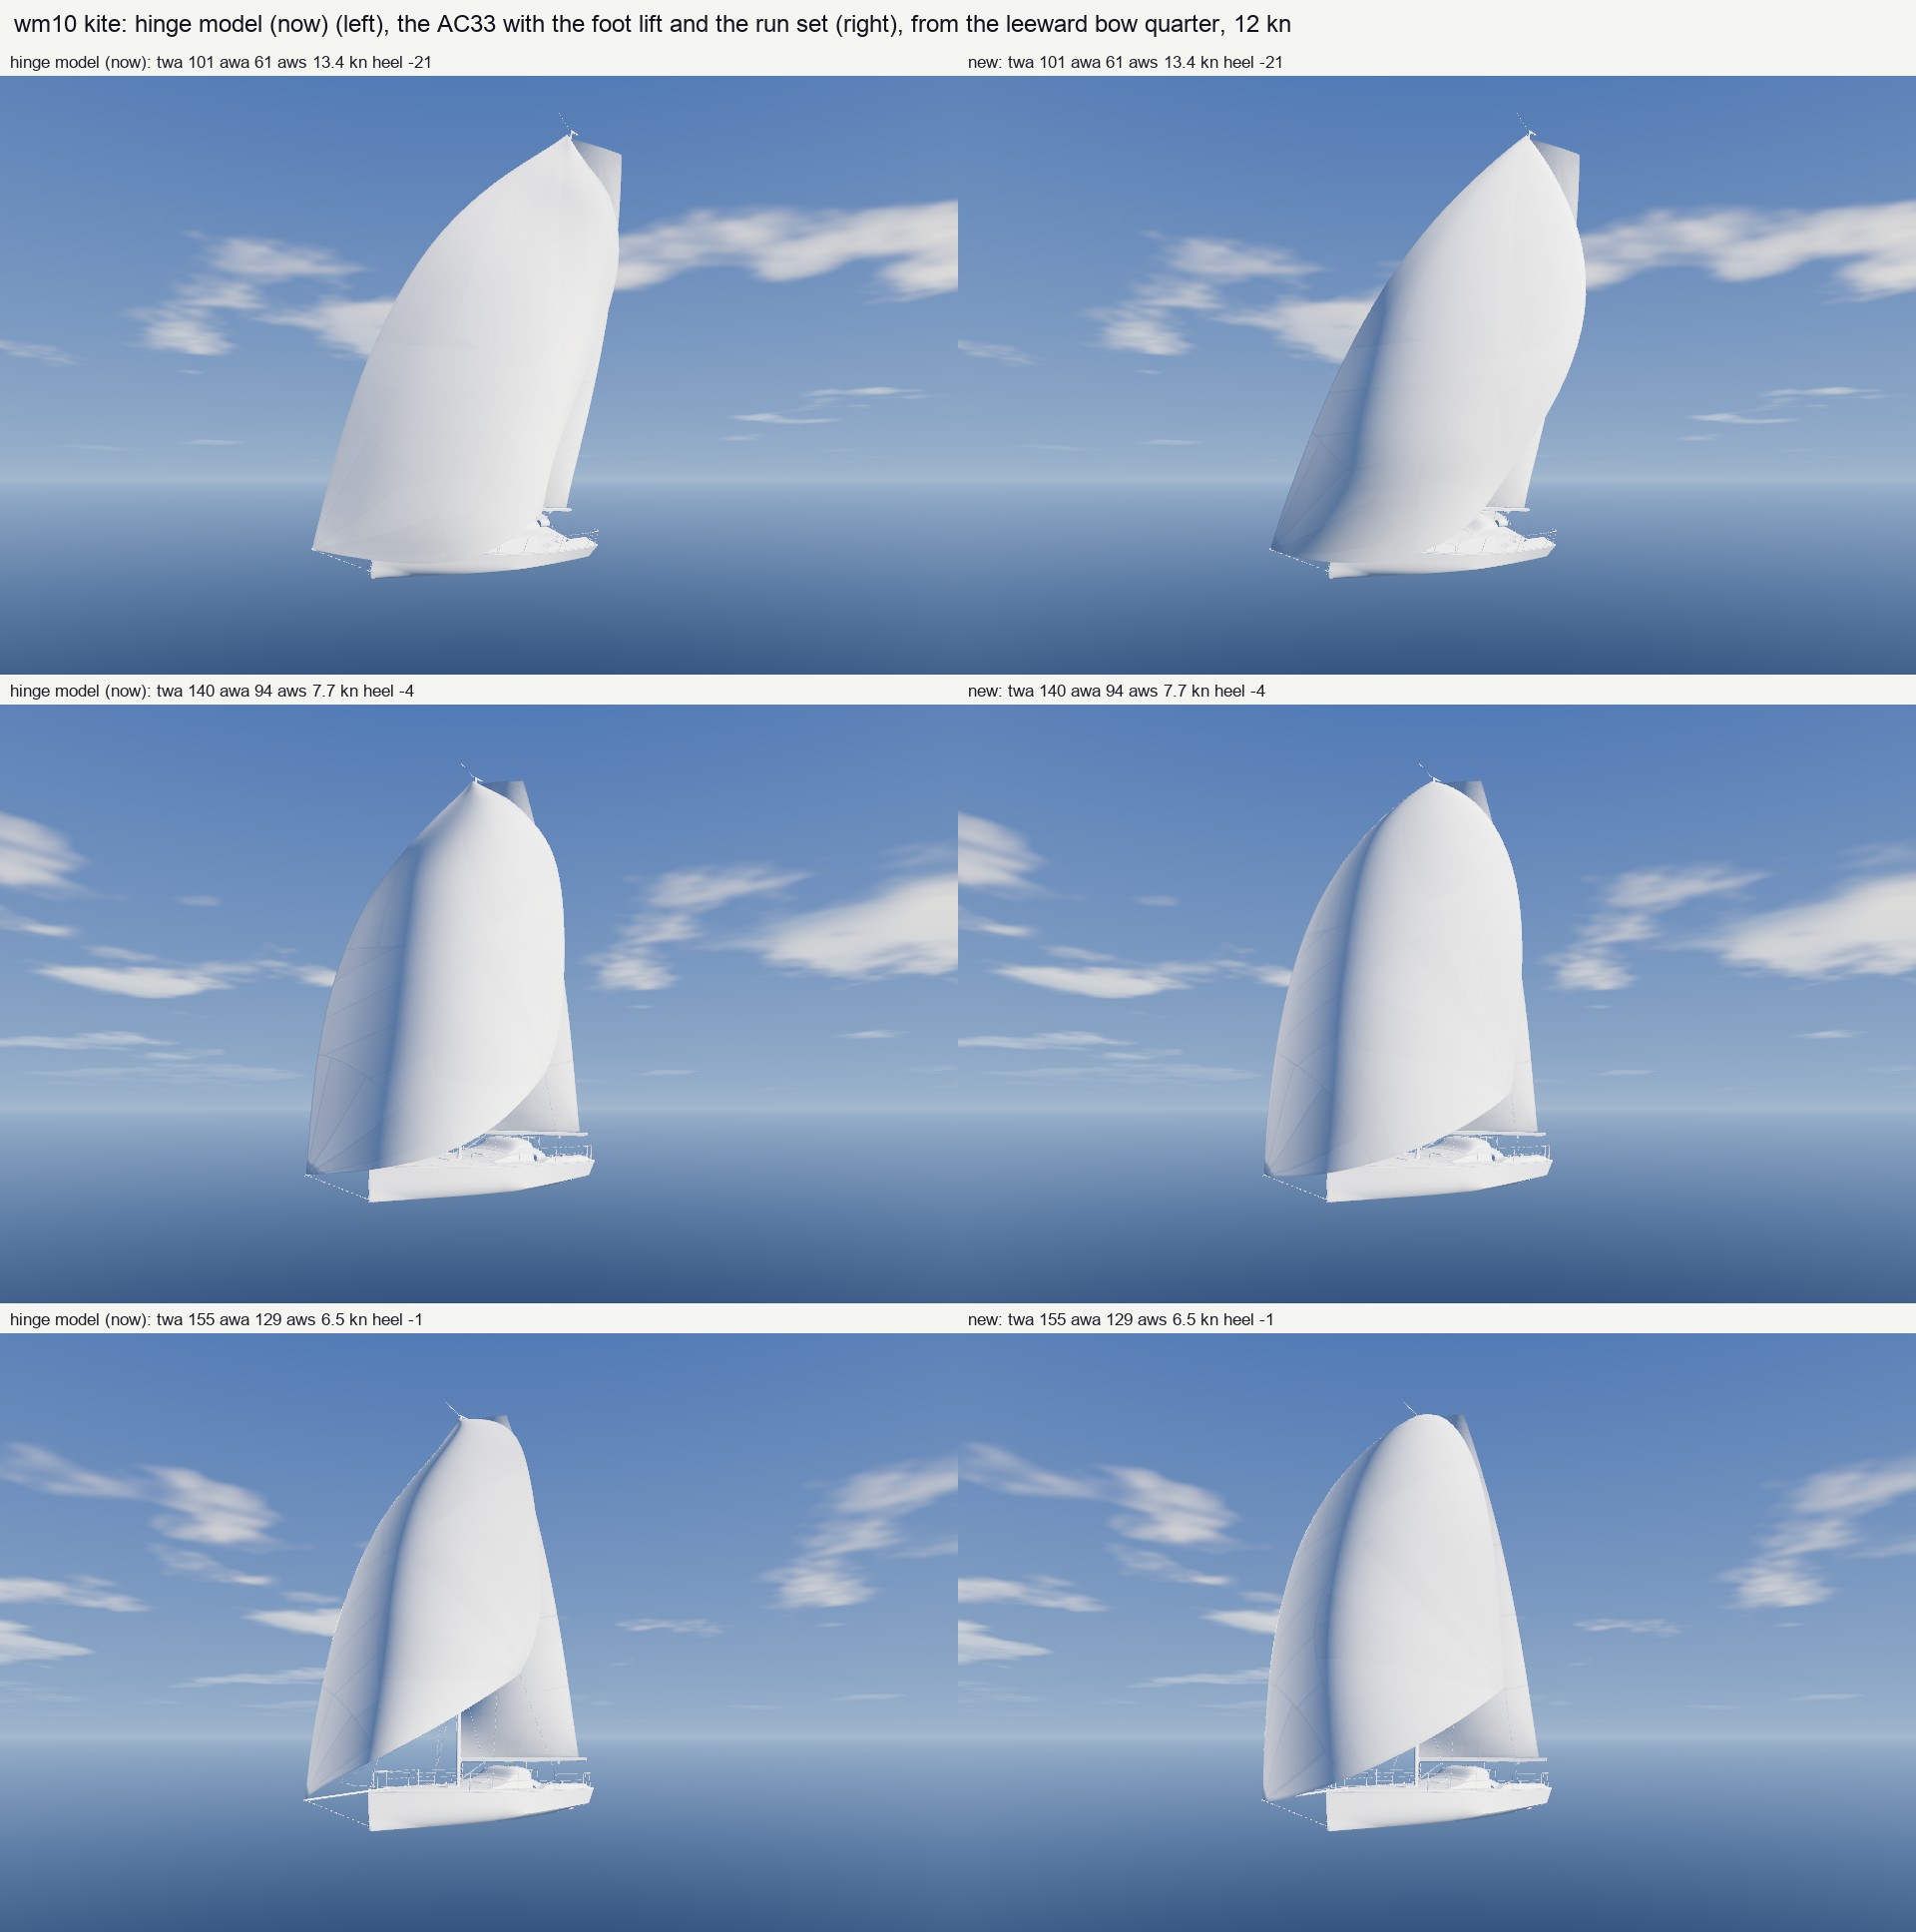 wm10 kite: hinge model (now) (left), the AC33 with the foot lift and the run set (right), from the leeward bow quarter, 12 kn
hinge model (now): twa 101 awa 61 aws 13.4 kn heel -21
new: twa 101 awa 61 aws 13.4 kn heel -21
hinge model (now): twa 140 awa 94 aws 7.7 kn heel -4
new: twa 140 awa 94 aws 7.7 kn heel -4
hinge model (now): twa 155 awa 129 aws 6.5 kn heel -1
new: twa 155 awa 129 aws 6.5 kn heel -1